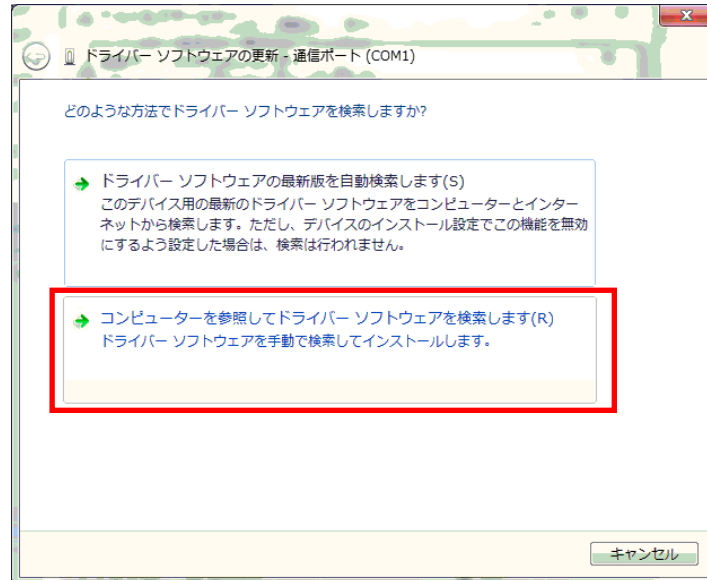 ドライバー ソフトウェアの更新 - 通信ポート (COM1)
どのような方法でドライバー ソフトウェアを検索しますか?
ドライバー ソフトウェアの最新版を自動検索します(S)
このデバイス用の最新のドライバー ソフトウェアをコンピューターとインター
ネットから検索します。ただし、デバイスのインストール設定でこの機能を無効
にするよう設定した場合は、検索は行われません。
コンピューターを参照してドライバー ソフトウェアを検索します(R)
ドライバー ソフトウェアを手動で検索してインストールします。
キャンセル